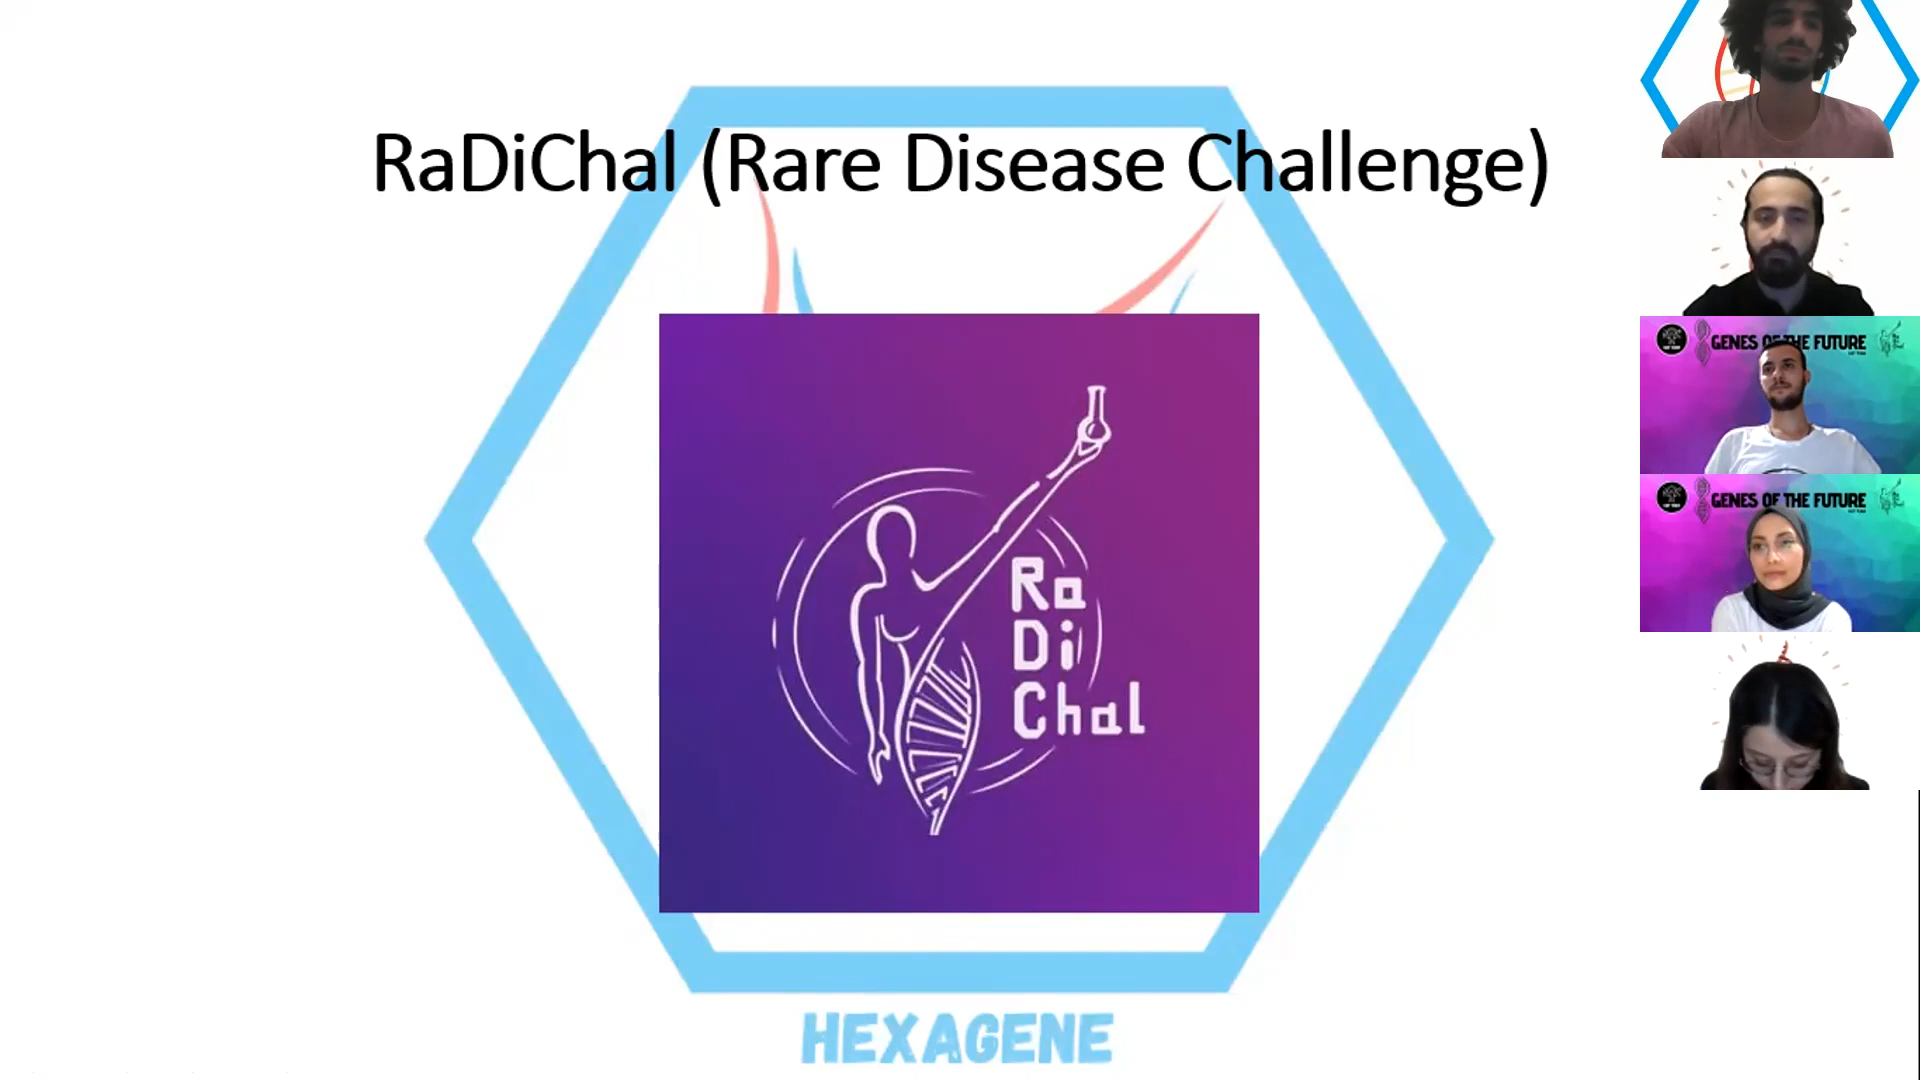 RaDiChal (Rare Disease Challenge)
Ra
Di
Chal
HEXAGENE
GENES OF THE FUTURE
GENES OF THE FUTURE